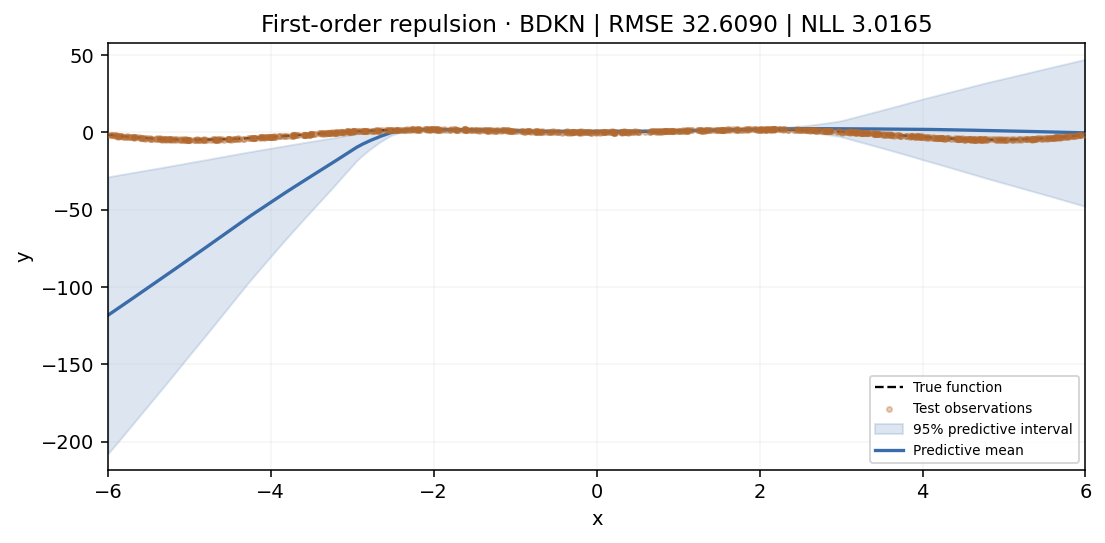 First-order repulsion · BDKN | RMSE 32.6090 | NLL 3.0165
50
0
−50
−100
−150
−200
y
−6
−4
−2
0
2
4
6
x
True function
Test observations
95% predictive interval
Predictive mean